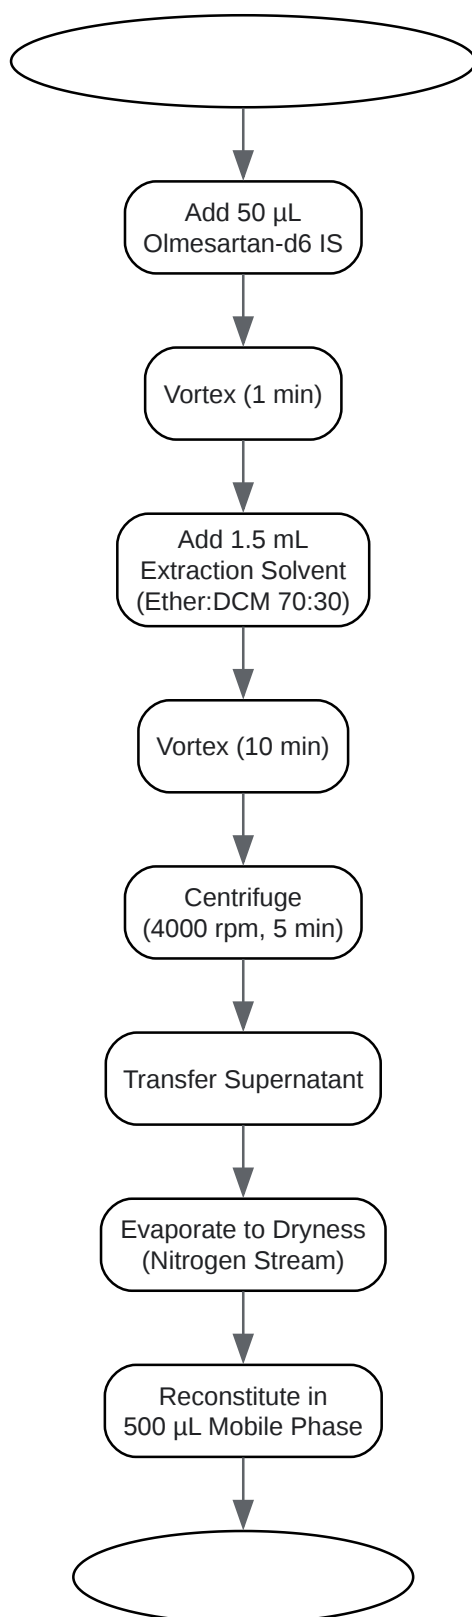 Add 50 µL
Olmesartan-d6 IS
Vortex (1 min)
Add 1.5 mL
Extraction Solvent
(Ether:DCM 70:30)
Vortex (10 min)
Centrifuge
(4000 rpm, 5 min)
Transfer Supernatant
Evaporate to Dryness
(Nitrogen Stream)
Reconstitute in
500 µL Mobile Phase